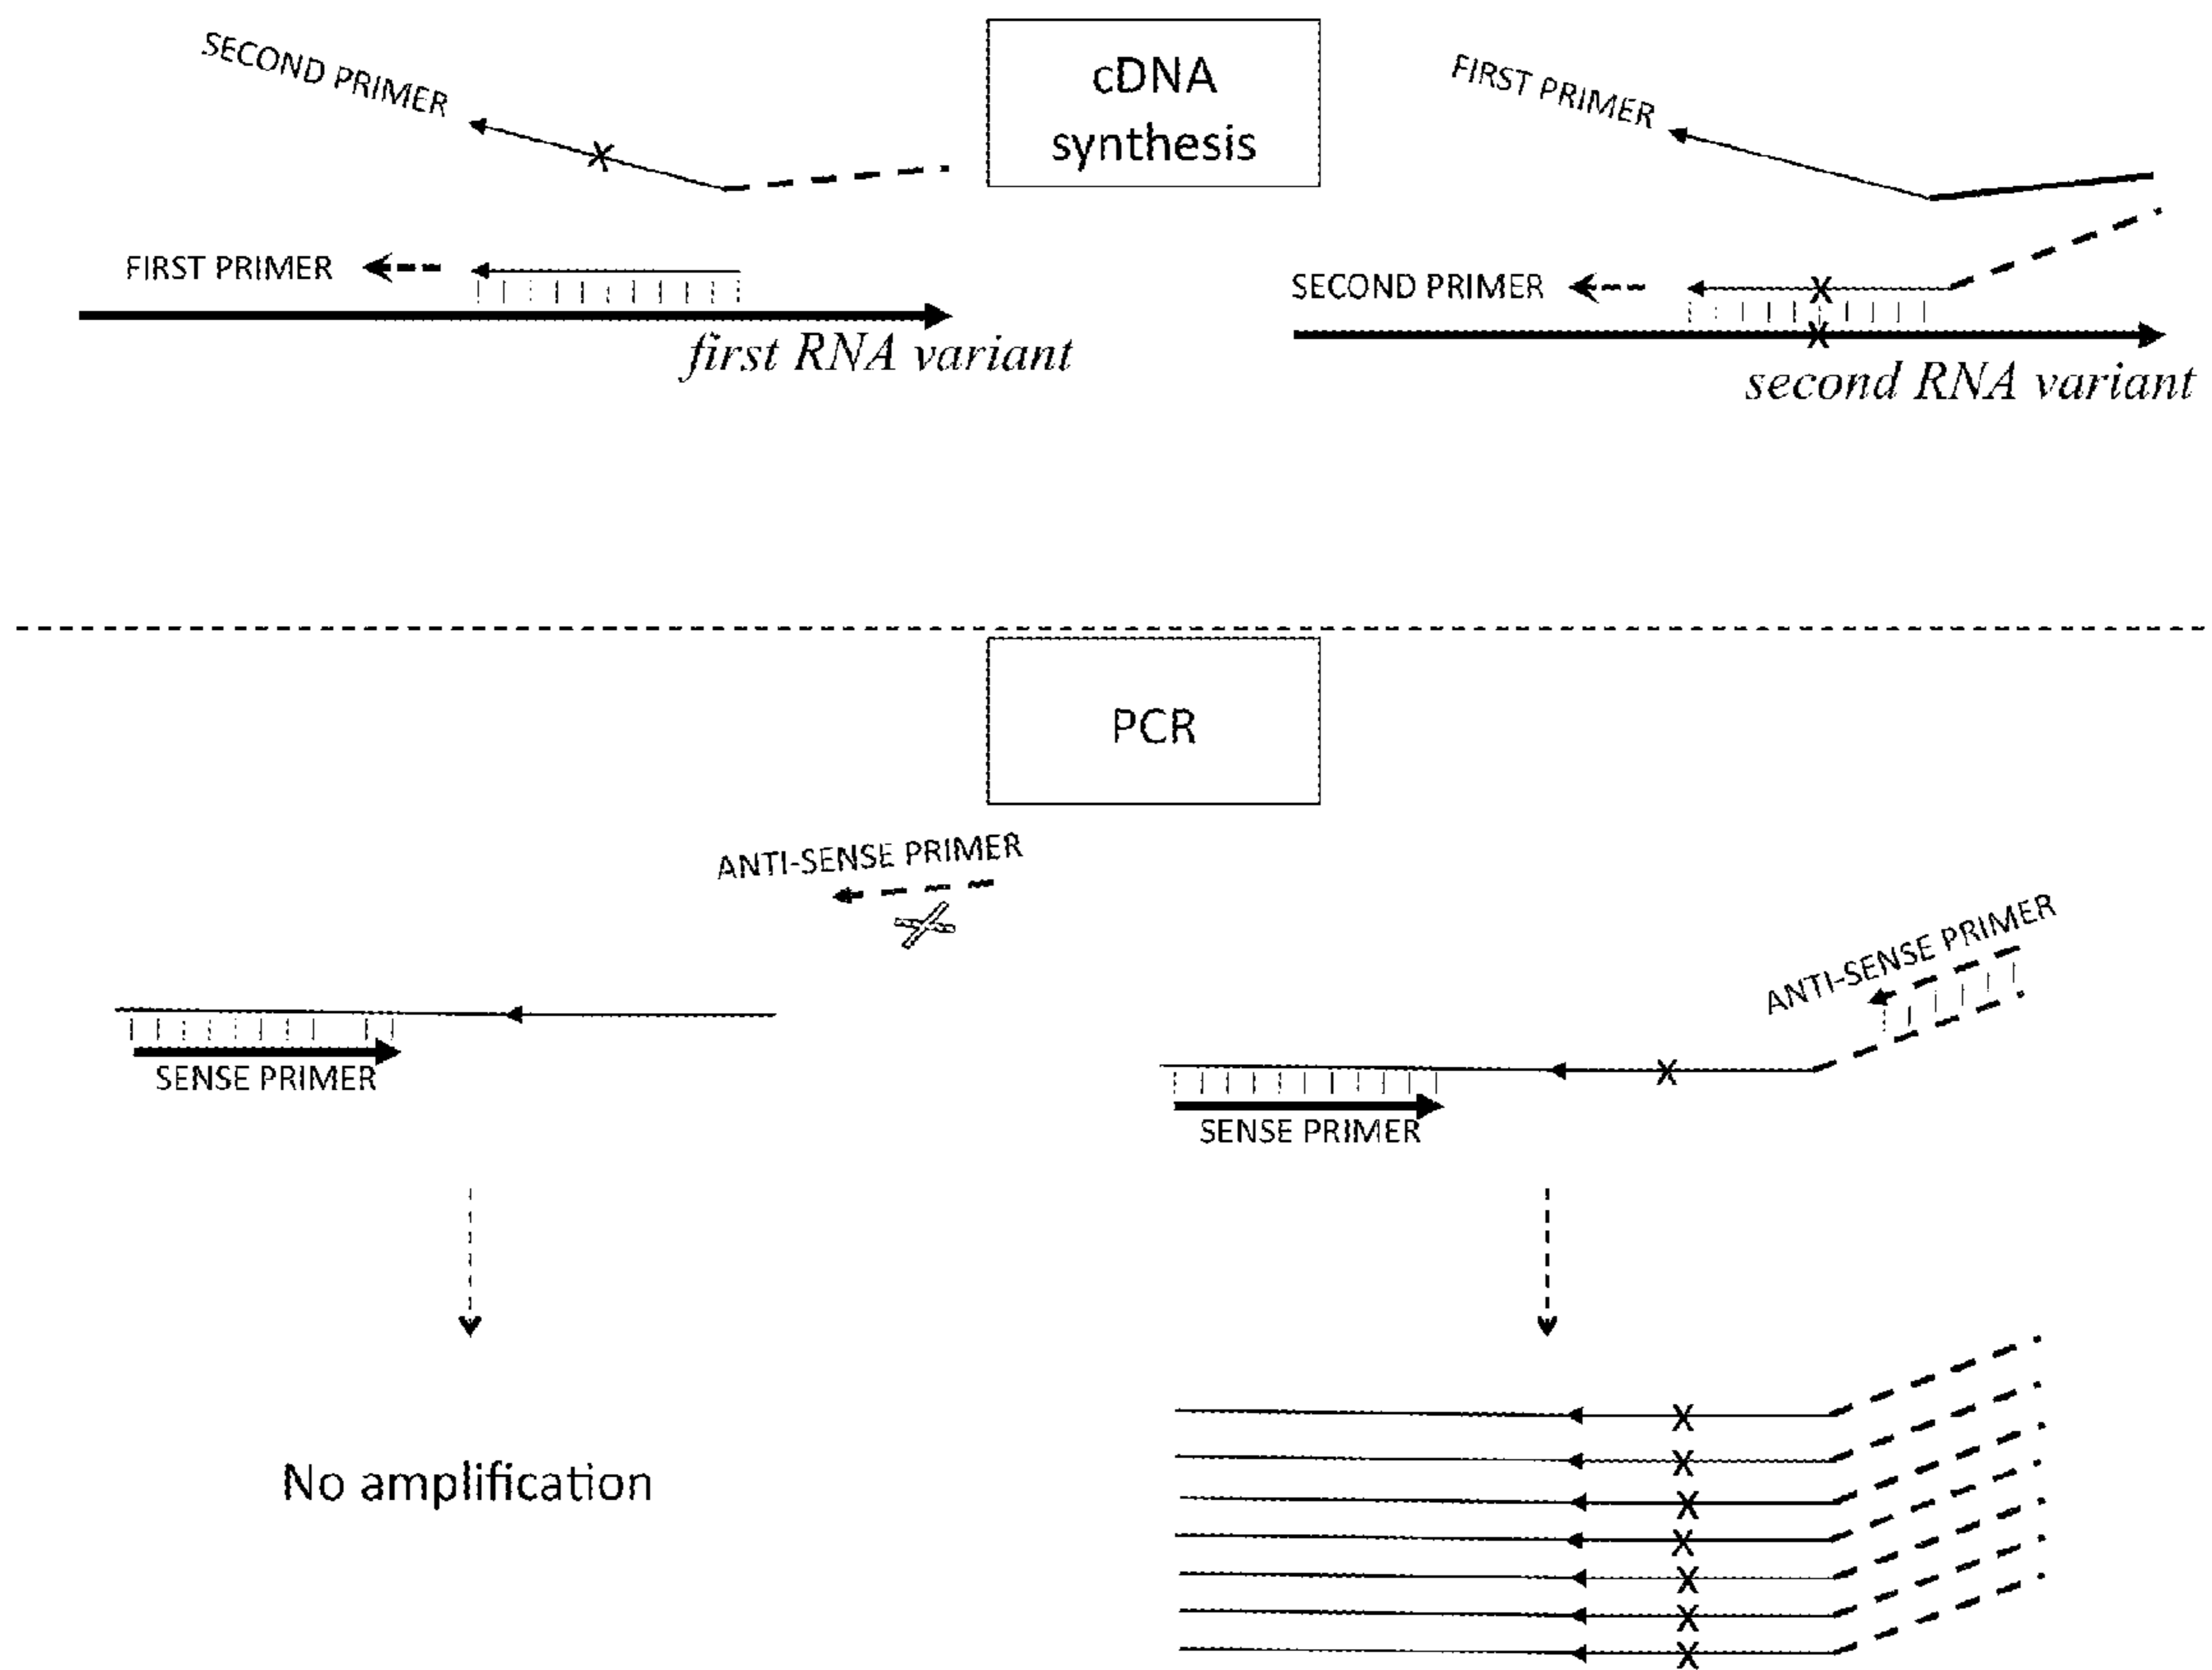 SECOND PRIMER
cDNA
synthesis
FIRST PRIMER
FIRST PRIMER
SECOND PRIMER
first RNA variant
second RNA variant
PCR
ANTI-SENSE PRIMER
ANTI-SENSE PRIMER
SENSE PRIMER
SENSE PRIMER
No amplification